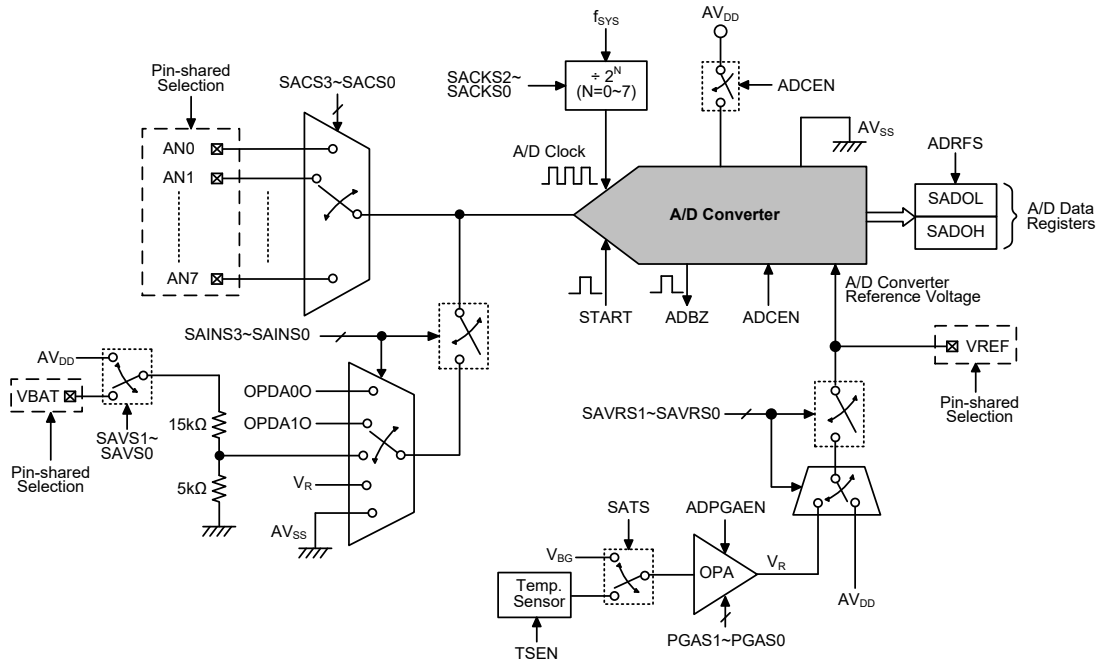 f_SYS
AV_DD
Pin-shared
Selection
SACS3~SACS0
SACKS2~
SACKS0
÷ 2^N
(N=0~7)
ADCEN
AN0
AN1
AN7
A/D Clock
AV_SS
ADRFS
A/D Converter
SADOL
SADOH
A/D Data
Registers
START
ADBZ
ADCEN
A/D Converter
Reference Voltage
SAINS3~SAINS0
VREF
Pin-shared
Selection
AV_DD
VBAT
SAVS1~
SAVS0
Pin-shared
Selection
15kΩ
5kΩ
OPDA0O
OPDA1O
V_R
AV_SS
SAVRS1~SAVRS0
SATS
ADPGAEN
V_BG
Temp.
Sensor
OPA
V_R
AV_DD
TSEN
PGAS1~PGAS0